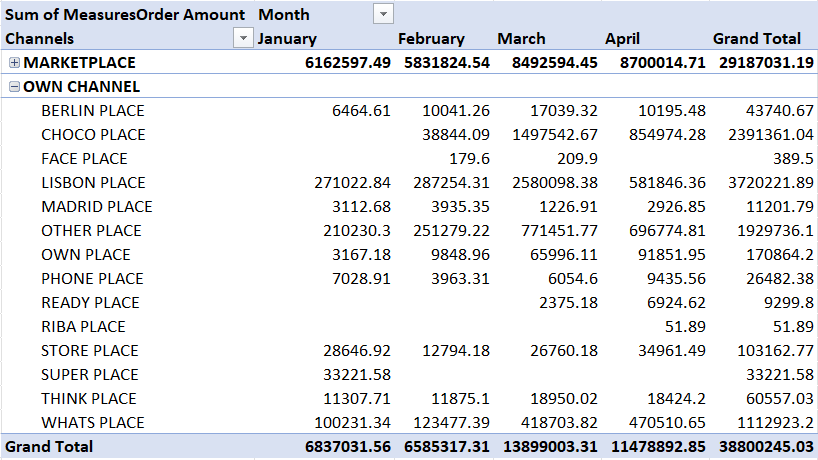 Sum of MeasuresOrder Amount Month
Channels January February March April Grand Total
MARKETPLACE 6162597.49 5831824.54 8492594.45 8700014.71 29187031.19
OWN CHANNEL
BERLIN PLACE 6464.61 10041.26 17039.32 10195.48 43740.67
CHOCO PLACE 38844.09 1497542.67 854974.28 2391361.04
FACE PLACE 179.6 209.9 389.5
LISBON PLACE 271022.84 287254.31 2580098.38 581846.36 3720221.89
MADRID PLACE 3112.68 3935.35 1226.91 2926.85 11201.79
OTHER PLACE 210230.3 251279.22 771451.77 696774.81 1929736.1
OWN PLACE 3167.18 9848.96 65996.11 91851.95 170864.2
PHONE PLACE 7028.91 3963.31 6054.6 9435.56 26482.38
READY PLACE 2375.18 6924.62 9299.8
RIBA PLACE 51.89 51.89
STORE PLACE 28646.92 12794.18 26760.18 34961.49 103162.77
SUPER PLACE 33221.58 33221.58
THINK PLACE 11307.71 11875.1 18950.02 18424.2 60557.03
WHATS PLACE 100231.34 123477.39 418703.82 470510.65 1112923.2
Grand Total 6837031.56 6585317.31 13899003.31 11478892.85 38800245.03